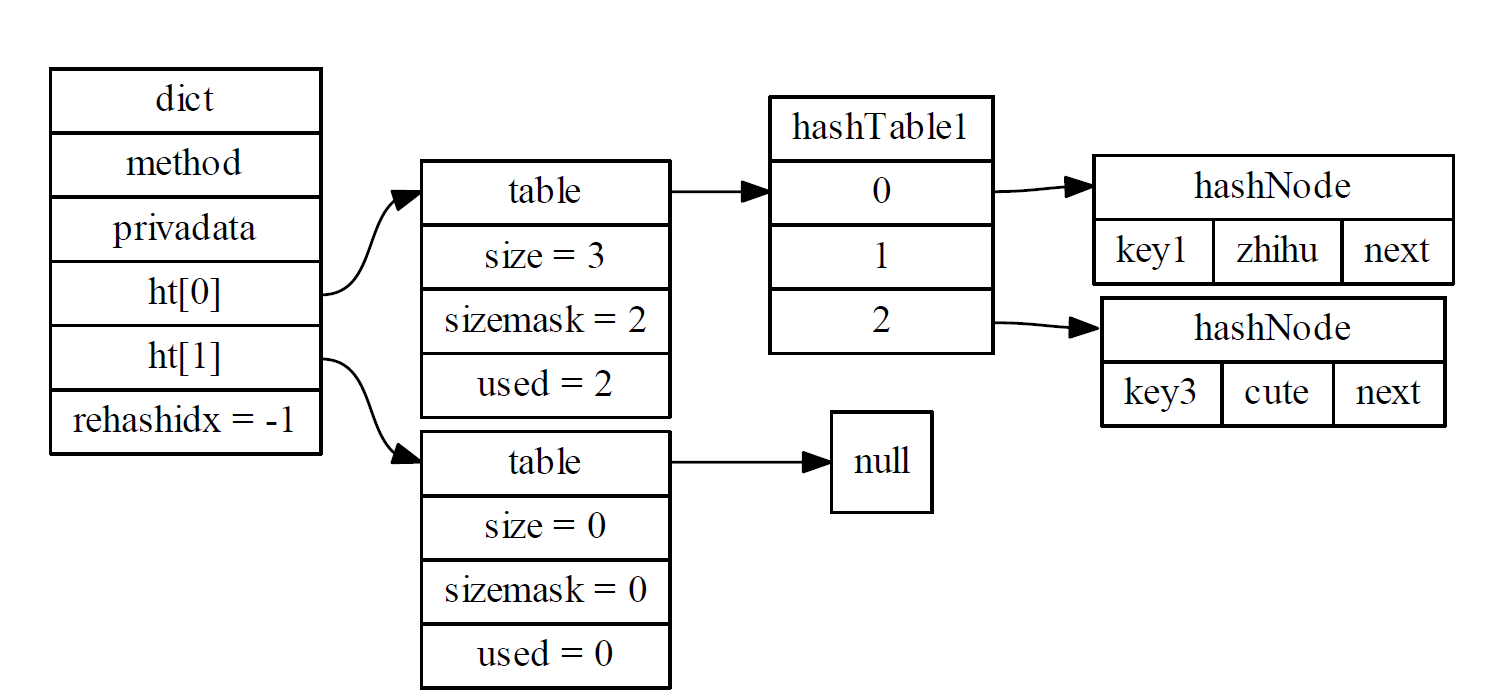 dict
method
privadata
ht[0]
ht[1]
rehashidx = -1
table
size = 3
sizemask = 2
used = 2
table
size = 0
sizemask = 0
used = 0
hashTable1
0
1
2
null
hashNode
key1 zhihu next
hashNode
key3 cute next